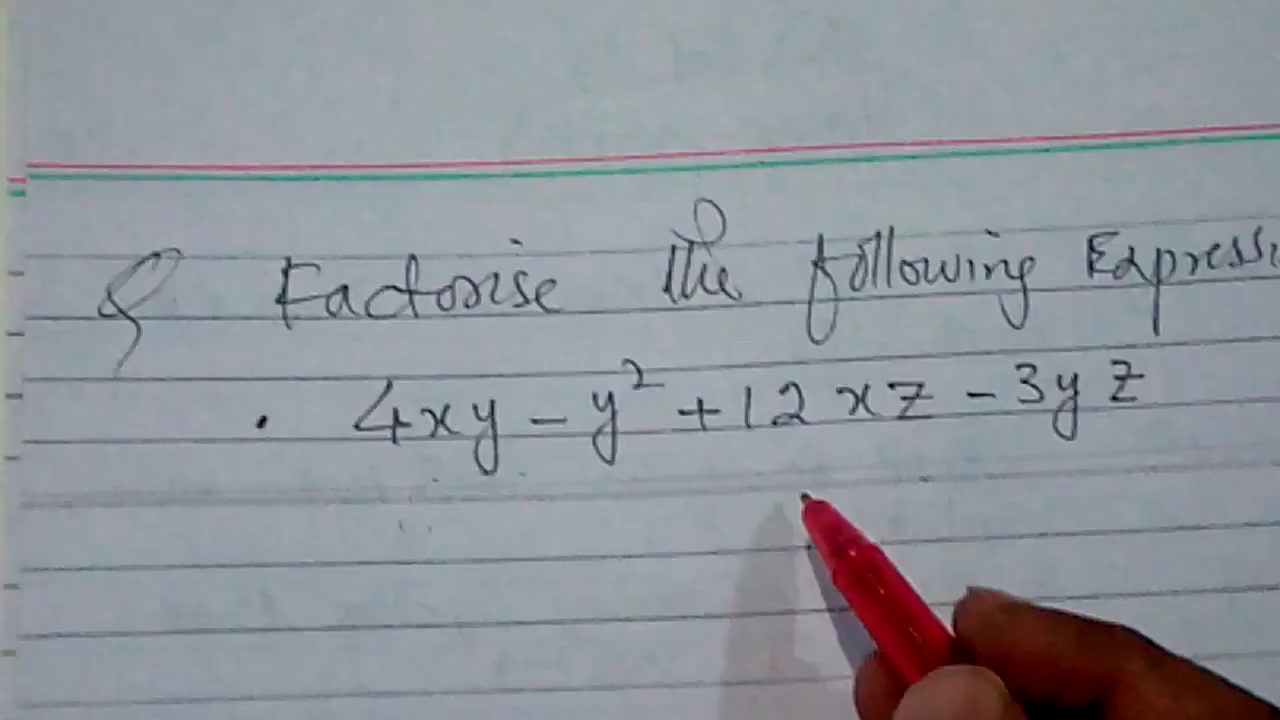 Q Factorise the following Express
. 4xy - y² + 12xz - 3yz